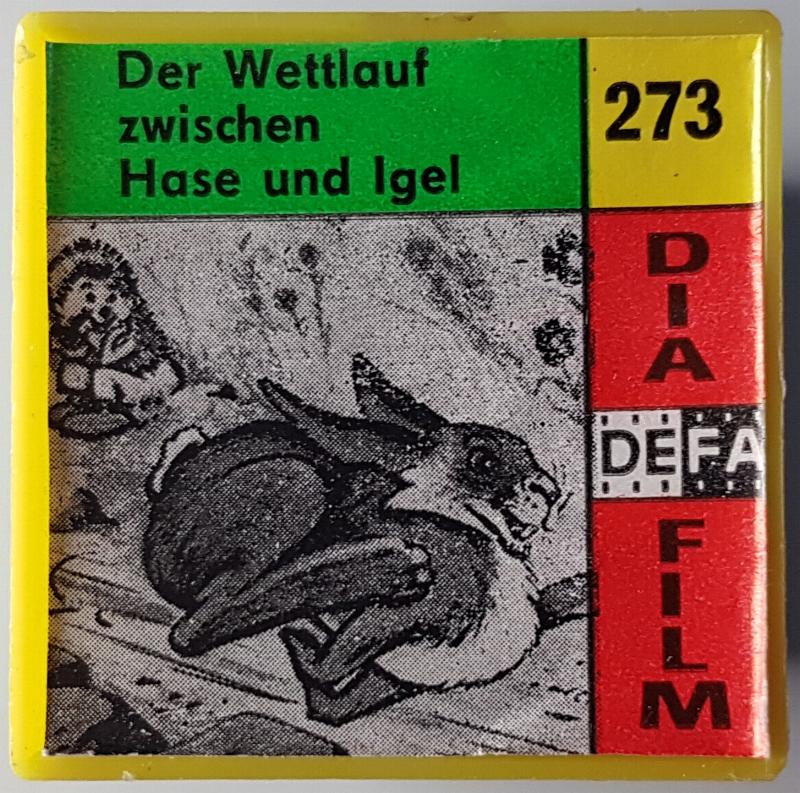 Der Wettlauf
zwischen
Hase und Igel
273
DIA
DEFA
FILM